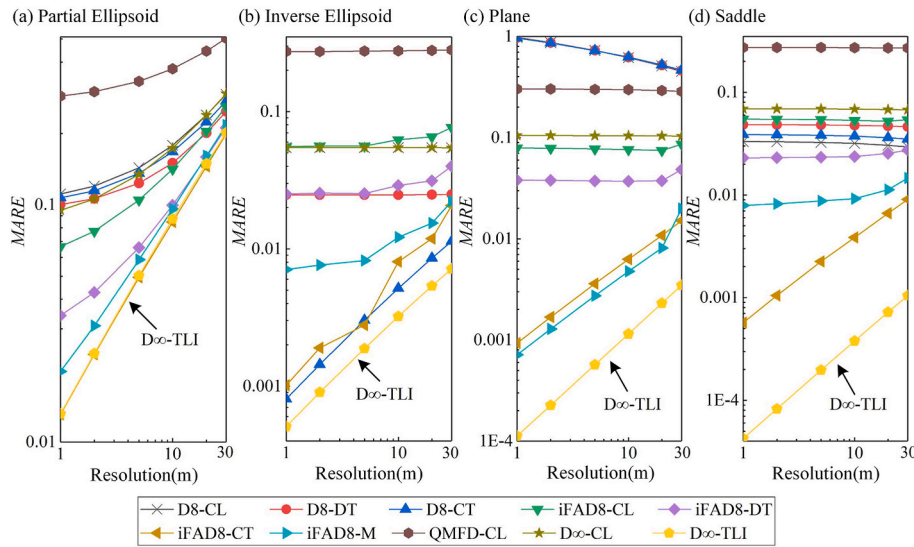 (a) Partial Ellipsoid
(b) Inverse Ellipsoid
(c) Plane
(d) Saddle
MARE
0.1
0.01
D∞-TLI
1
10
30
Resolution(m)
MARE
0.1
0.01
0.001
D∞-TLI
1
10
30
Resolution(m)
MARE
1
0.1
0.01
0.001
1E-4
D∞-TLI
1
10
30
Resolution(m)
MARE
0.1
0.01
0.001
1E-4
D∞-TLI
1
10
30
Resolution(m)
D8-CL D8-DT D8-CT iFAD8-CL iFAD8-DT
iFAD8-CT iFAD8-M QMFD-CL D∞-CL D∞-TLI